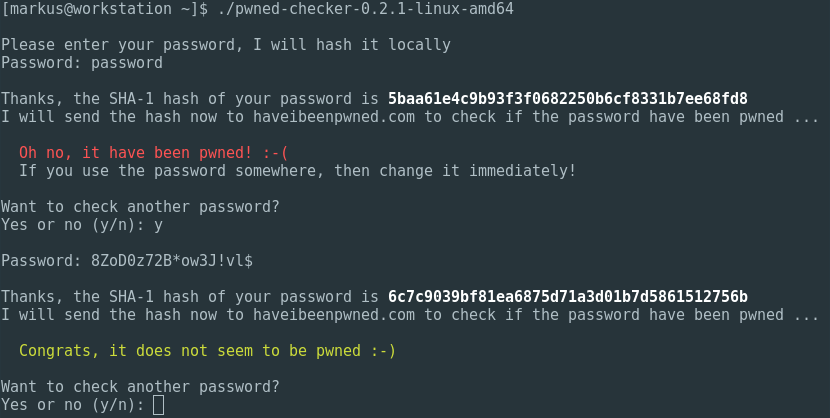 [markus@workstation ~]$ ./pwned-checker-0.2.1-linux-amd64
Please enter your password, I will hash it locally
Password: password
Thanks, the SHA-1 hash of your password is 5baa61e4c9b93f3f0682250b6cf8331b7ee68fd8
I will send the hash now to haveibeenpwned.com to check if the password have been pwned ...
Oh no, it have been pwned! :-(
If you use the password somewhere, then change it immediately!
Want to check another password?
Yes or no (y/n): y
Password: 8ZoD0z72B*ow3J!vl$
Thanks, the SHA-1 hash of your password is 6c7c9039bf81ea6875d71a3d01b7d5861512756b
I will send the hash now to haveibeenpwned.com to check if the password have been pwned ...
Congrats, it does not seem to be pwned :-)
Want to check another password?
Yes or no (y/n):